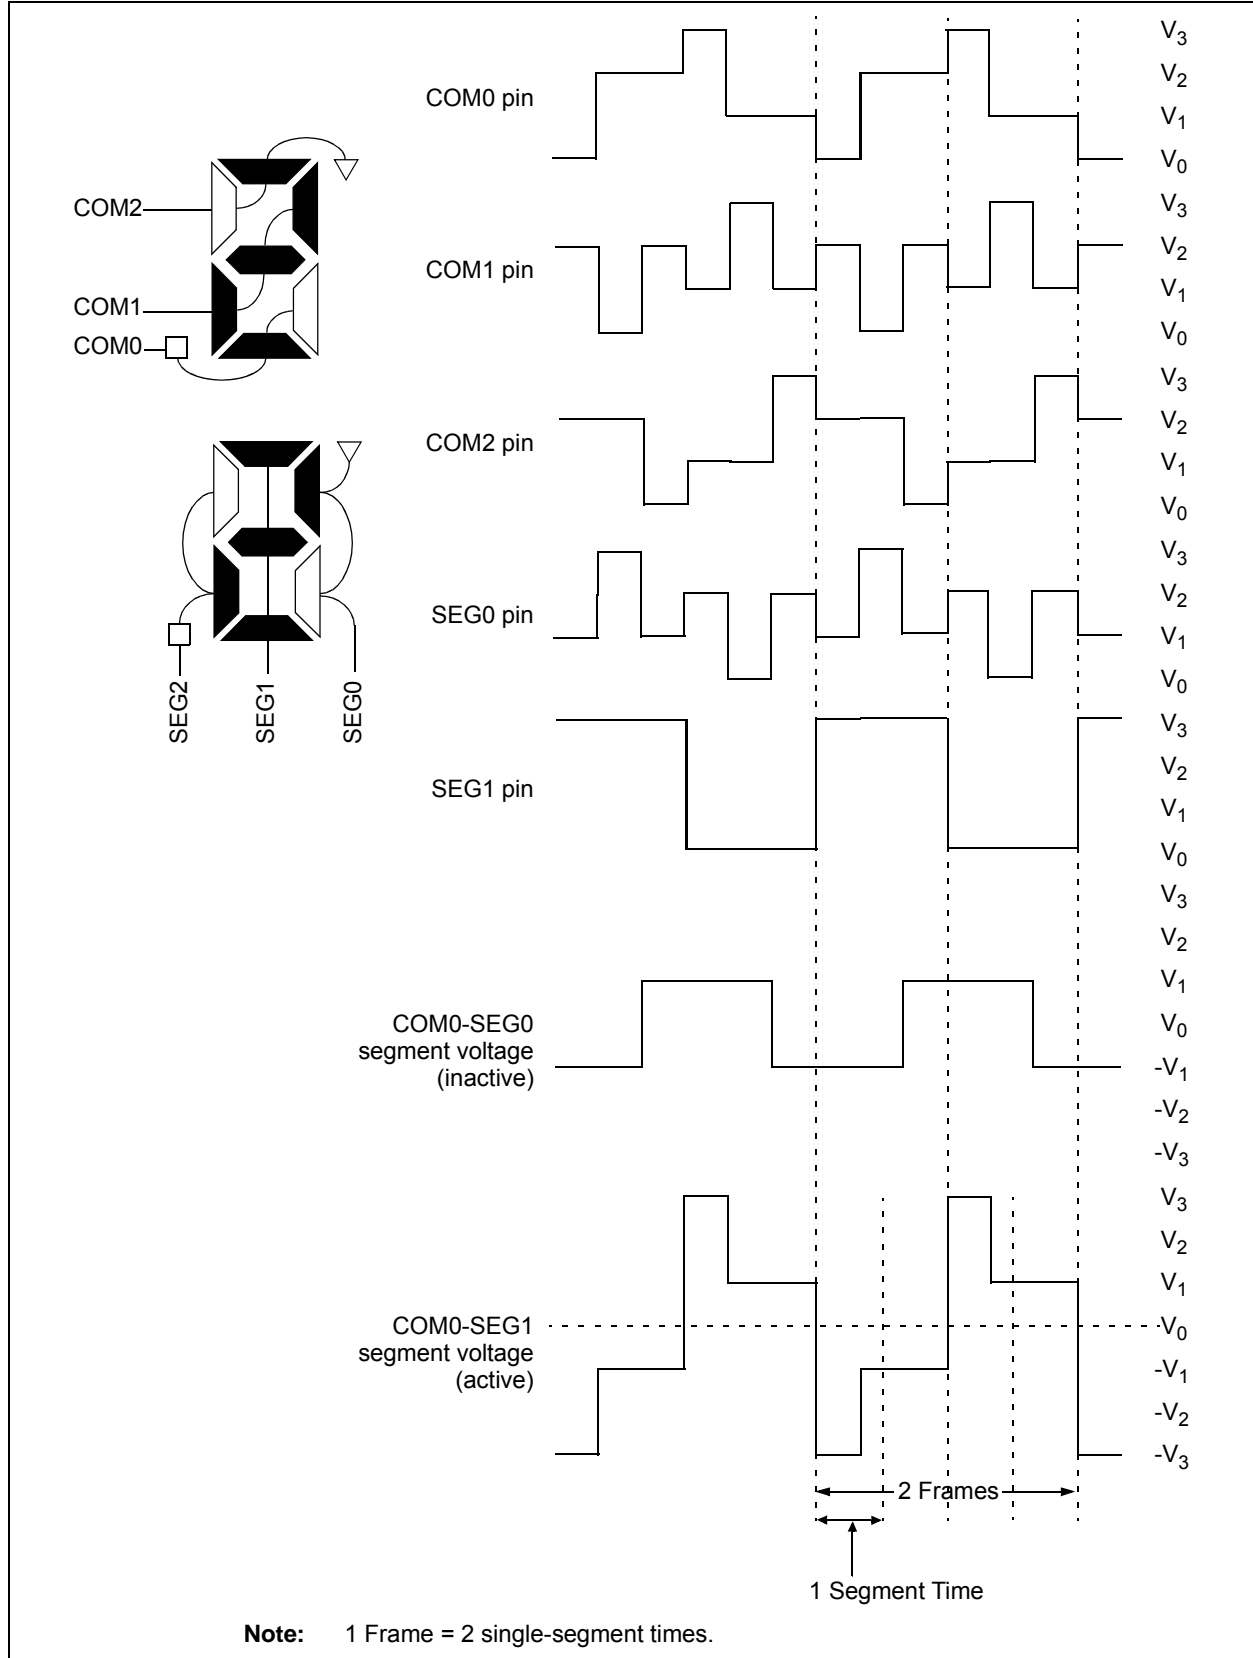 COM0 pin
V3
V2
V1
V0
COM2
COM1
COM0
COM1 pin
V3
V2
V1
V0
COM2 pin
V3
V2
V1
V0
SEG0 pin
V3
V2
V1
V0
SEG2
SEG1
SEG0
SEG1 pin
V3
V2
V1
V0
COM0-SEG0
segment voltage
(inactive)
V3
V2
V1
V0
-V1
-V2
-V3
COM0-SEG1
segment voltage
(active)
V3
V2
V1
V0
-V1
-V2
-V3
2 Frames
1 Segment Time
Note: 1 Frame = 2 single-segment times.